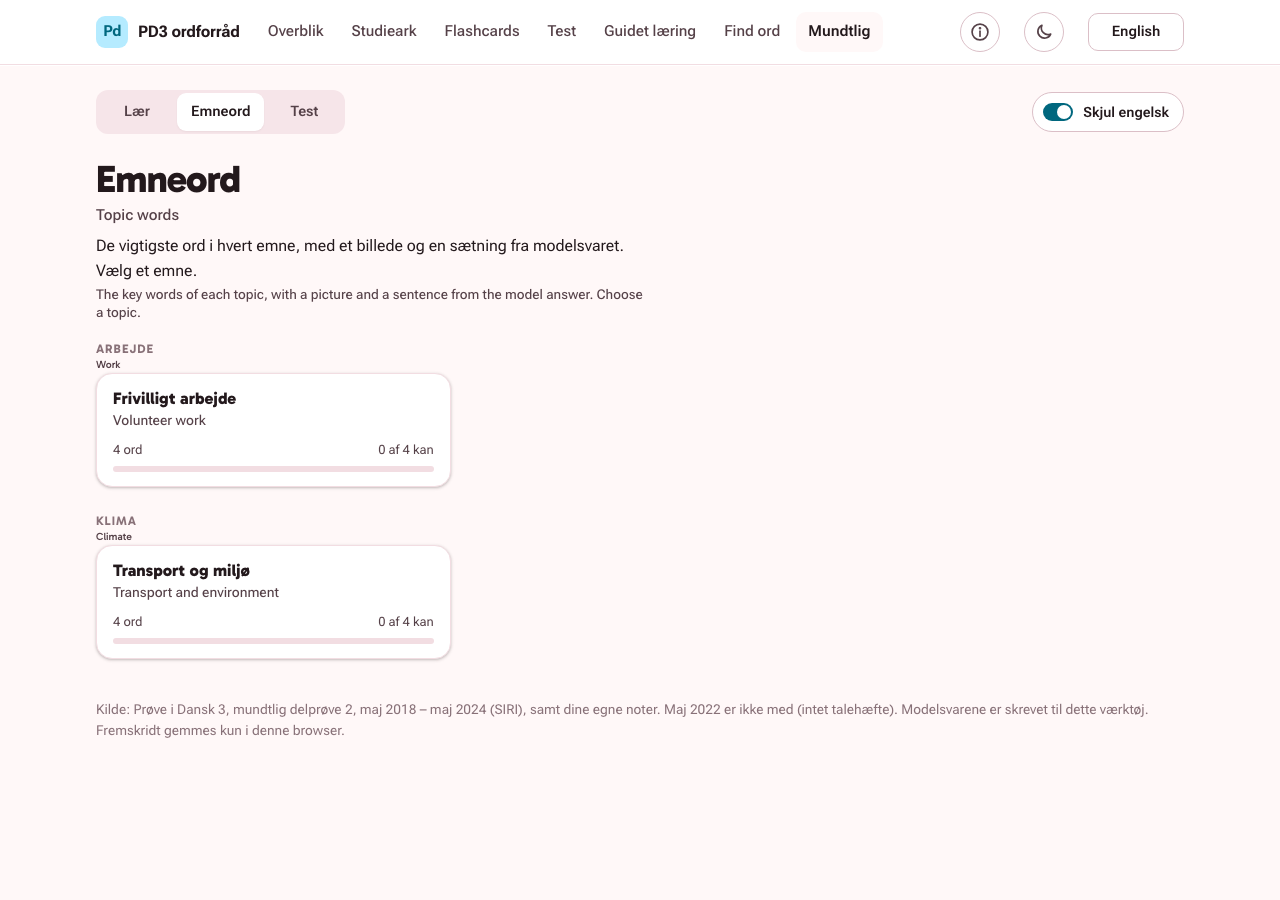 Pd PD3 ordforråd Overblik Studieark Flashcards Test Guidet læring Find ord Mundtlig English
Lær Emneord Test Skjul engelsk
Emneord
Topic words
De vigtigste ord i hvert emne, med et billede og en sætning fra modelsvaret.
Vælg et emne.
The key words of each topic, with a picture and a sentence from the model answer. Choose
a topic.
ARBEJDE
Work
Frivilligt arbejde
Volunteer work
4 ord 0 af 4 kan
KLIMA
Climate
Transport og miljø
Transport and environment
4 ord 0 af 4 kan
Kilde: Prøve i Dansk 3, mundtlig delprøve 2, maj 2018 – maj 2024 (SIRI), samt dine egne noter. Maj 2022 er ikke med (intet talehæfte). Modelsvarene er skrevet til dette værktøj.
Fremskridt gemmes kun i denne browser.